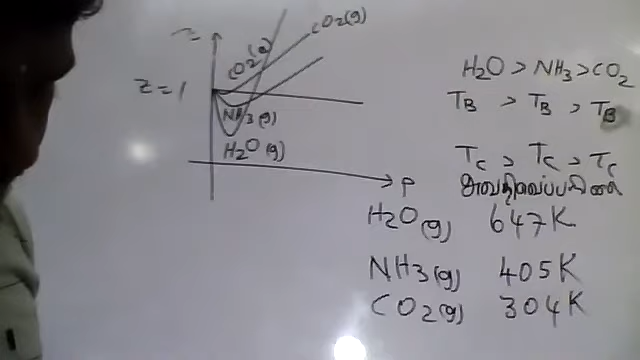 Z
CO2(g)
CO2(g)
Z = 1
NH3(g)
H2O(g)
P
H2O > NH3 > CO2
TB > TB > TB
TC > TC > TC
H2O(g) 647K
NH3(g) 405K
CO2(g) 304K